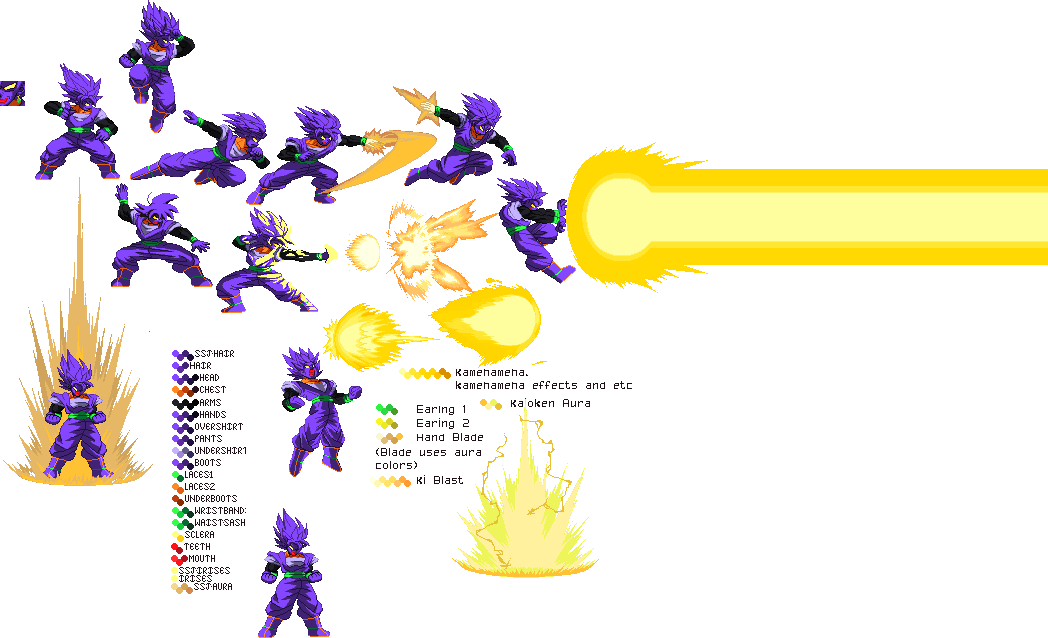 SSJHAIR
HAIR
HEAD
CHEST
ARMS
HANDS
OVERSHIRT
PANTS
UNDERSHIRT
BOOTS
LACES1
LACES2
UNDERBOOTS
WRISTBAND:
WAISTSASH
SCLERA
TEETH
MOUTH
SSJIRISES
IRISES
SSJAURA
Kamehameha.
kamehameha effects and etc
Kaioken Aura
Earing 1
Earing 2
Hand Blade
(Blade uses aura
colors)
Ki Blast